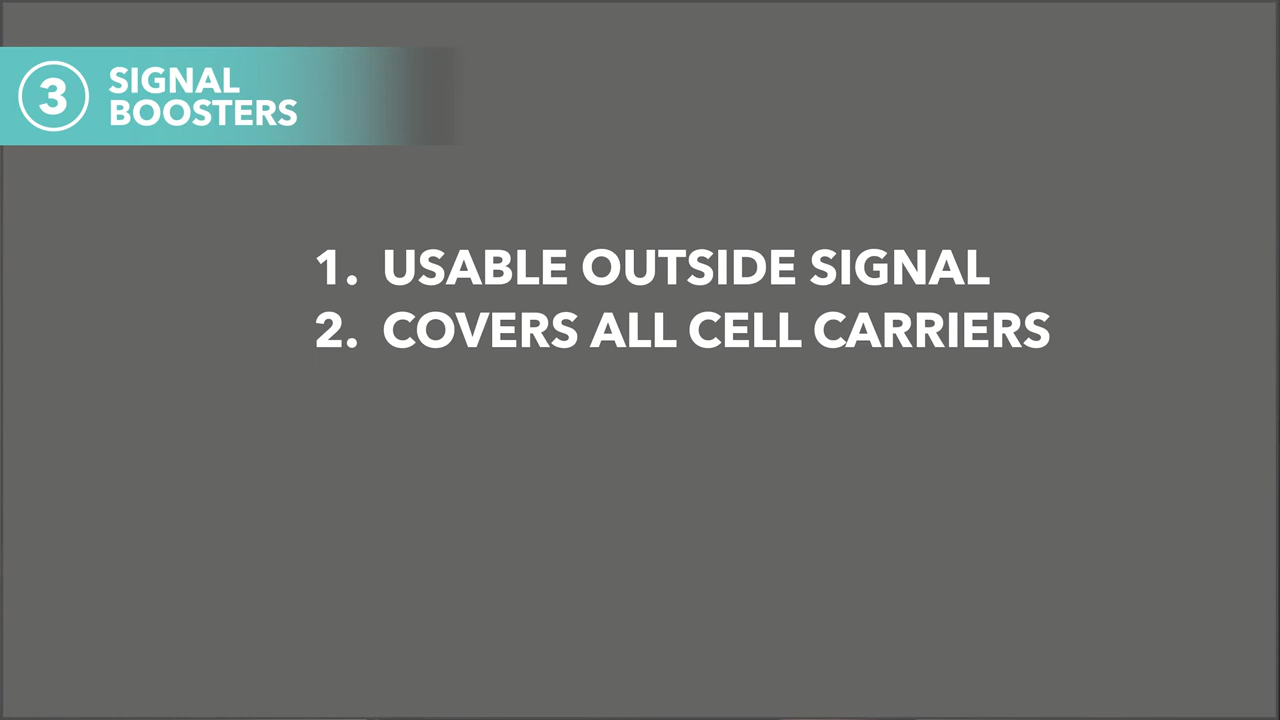 3
SIGNAL
BOOSTERS
1. USABLE OUTSIDE SIGNAL
2. COVERS ALL CELL CARRIERS